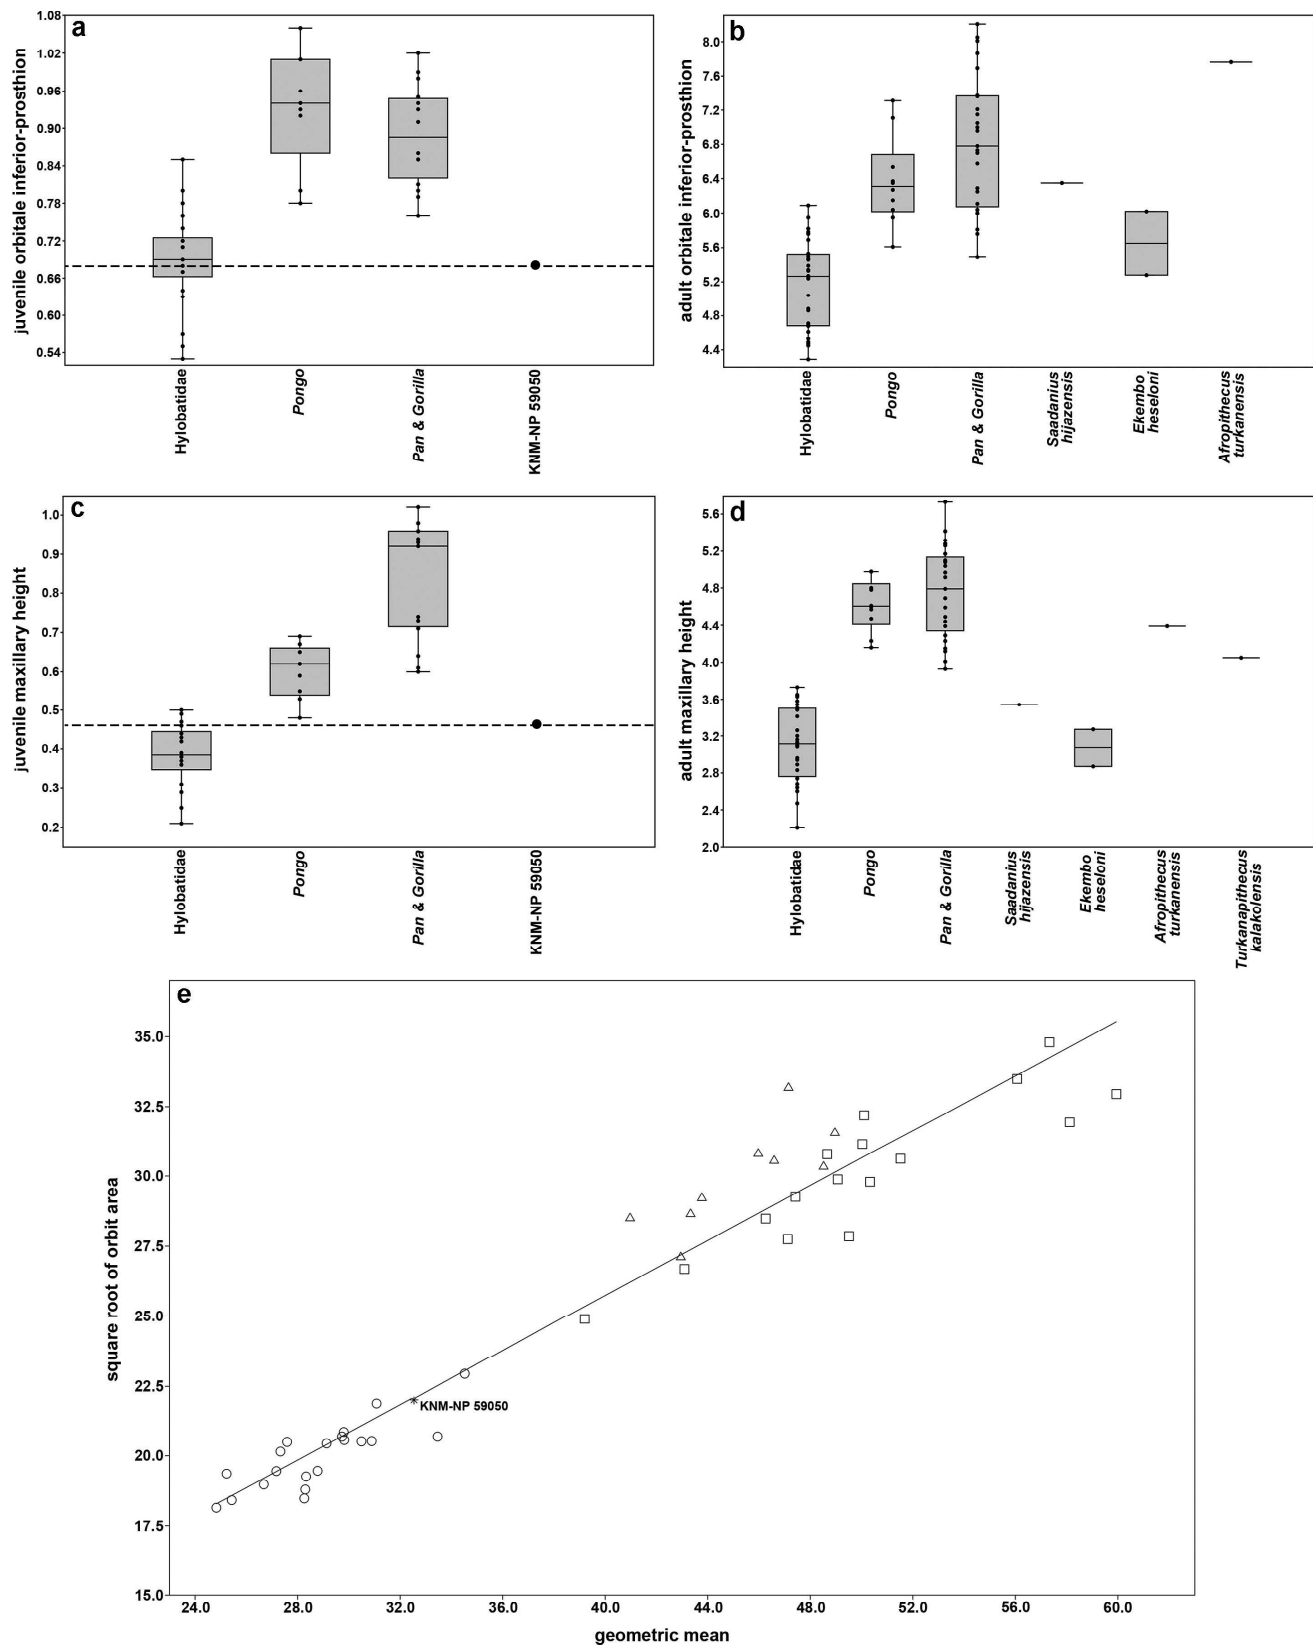 a
1.08
1.02
0.96
0.90
0.84
0.78
0.72
0.66
0.60
0.54
juvenile orbitale inferior-prosthion
Hylobatidae
Pongo
Pan & Gorilla
KNM-NP 59050
b
8.0
7.6
7.2
6.8
6.4
6.0
5.6
5.2
4.8
4.4
adult orbitale inferior-prosthion
Hylobatidae
Pongo
Pan & Gorilla
Saadanius
hijazensis
Ekembo
heseloni
Afropithecus
turkanensis
c
1.0
0.9
0.8
0.7
0.6
0.5
0.4
0.3
0.2
juvenile maxillary height
Hylobatidae
Pongo
Pan & Gorilla
KNM-NP 59050
d
5.6
5.2
4.8
4.4
4.0
3.6
3.2
2.8
2.4
2.0
adult maxillary height
Hylobatidae
Pongo
Pan & Gorilla
Saadanius
hijazensis
Ekembo
heseloni
Afropithecus
turkanensis
Turkanapithecus
kalakolensis
e
35.0
32.5
30.0
27.5
25.0
22.5
20.0
17.5
15.0
square root of orbit area
KNM-NP 59050
24.0 28.0 32.0 36.0 40.0 44.0 48.0 52.0 56.0 60.0
geometric mean